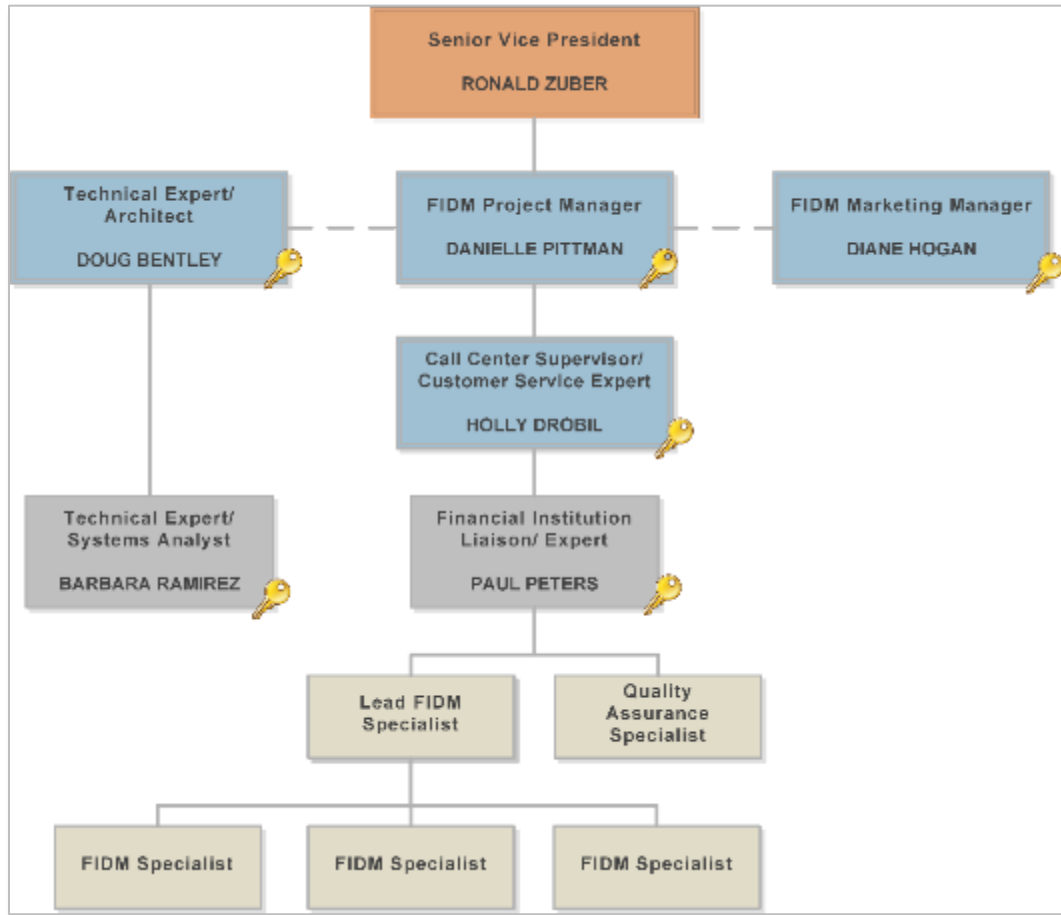 Senior Vice President
RONALD ZUBER
Technical Expert/
Architect
DOUG BENTLEY
FIDM Project Manager
DANIELLE PITTMAN
FIDM Marketing Manager
DIANE HOGAN
Call Center Supervisor/
Customer Service Expert
HOLLY DROBIL
Technical Expert/
Systems Analyst
BARBARA RAMIREZ
Financial Institution
Liaison/ Expert
PAUL PETERS
Lead FIDM
Specialist
Quality
Assurance
Specialist
FIDM Specialist
FIDM Specialist
FIDM Specialist